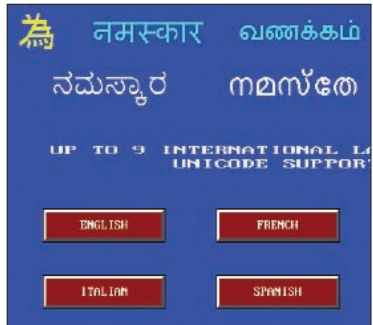 為 नमस्कार வணக்கம்
ನಮಸ್ಕಾರ നമസ്തേ
UP TO 9 INTERNATIONAL
UNICODE
ENGLISH FRENCH
ITALIAN SPANISH